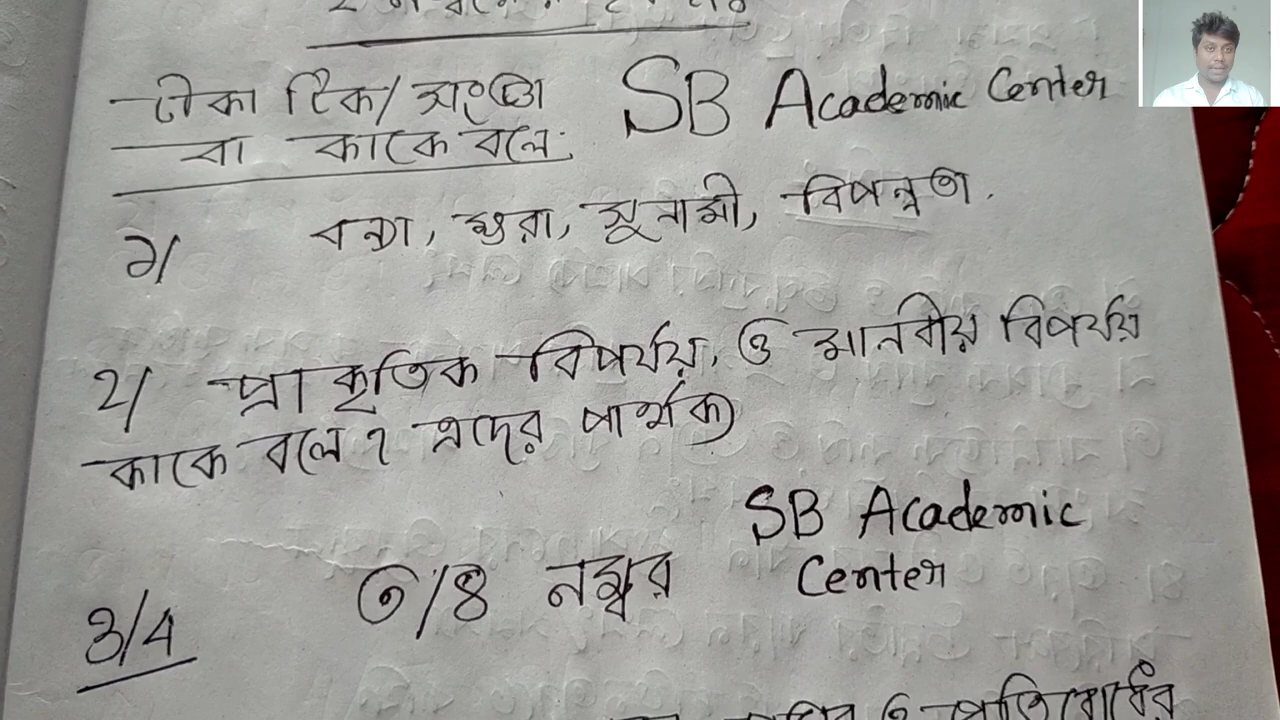 টীকা টিক/ সংজ্ঞা SB Academic Center
বা কাকে বলে:
১/ বন্যা, খরা, সুনামী, বিপন্নতা.
২/ প্রাকৃতিক বিপর্যয়, ও মানবীয় বিপর্যয়
কাকে বলে? এদের পার্থক্য
SB Academic
৩/৪ নম্বর Center
3/4
ও প্রতিরোধের